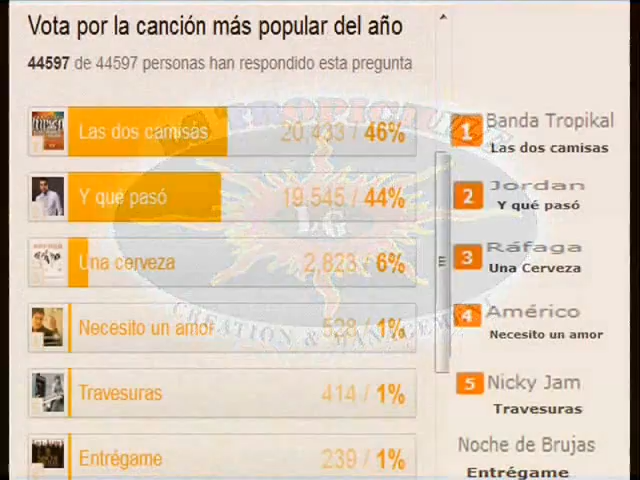 Vota por la canción más popular del año
44597 de 44597 personas han respondido esta pregunta
Las dos camisas 20,433 / 46%
Y qué pasó 19,545 / 44%
Una cerveza 2,823 / 6%
Necesito un amor 528 / 1%
Travesuras 414 / 1%
Entrégame 239 / 1%
1 Banda Tropikal
Las dos camisas
2 Jordan
Y qué pasó
3 Ráfaga
Una Cerveza
4 Américo
Necesito un amor
5 Nicky Jam
Travesuras
Noche de Brujas
Entrégame
CREATION & MANAGEMENT